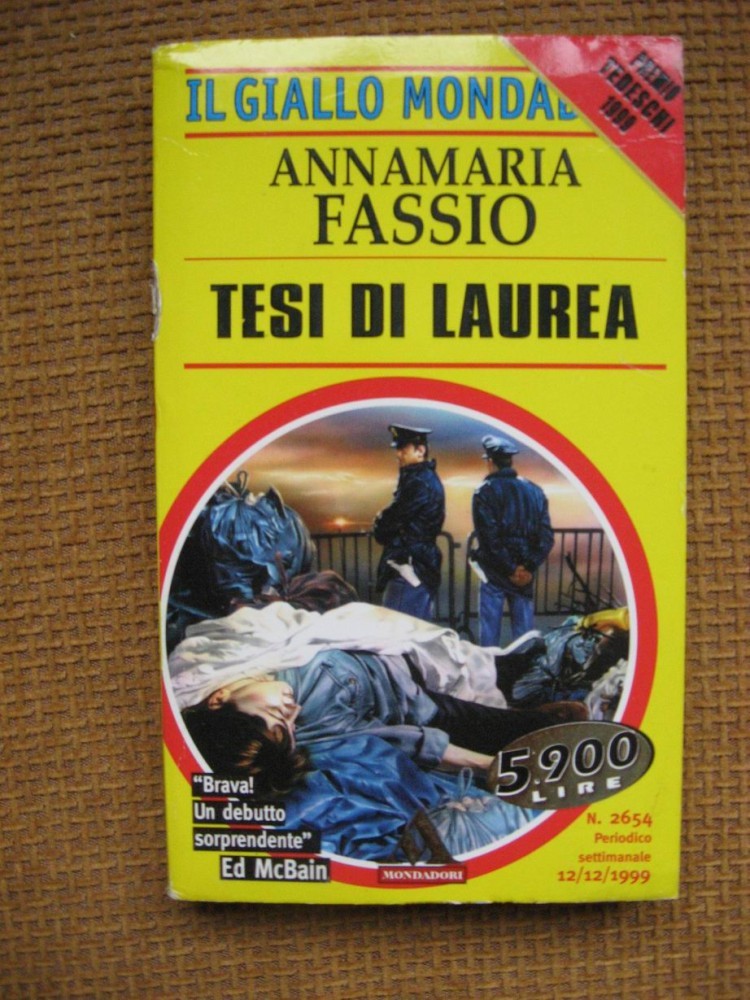 IL GIALLO MONDAD
PREMIO
TEDESCHI
1999
ANNAMARIA
FASSIO
TESI DI LAUREA
5.900
LIRE
"Brava!
Un debutto
sorprendente"
Ed McBain
MONDADORI
N. 2654
Periodico
settimanale
12/12/1999